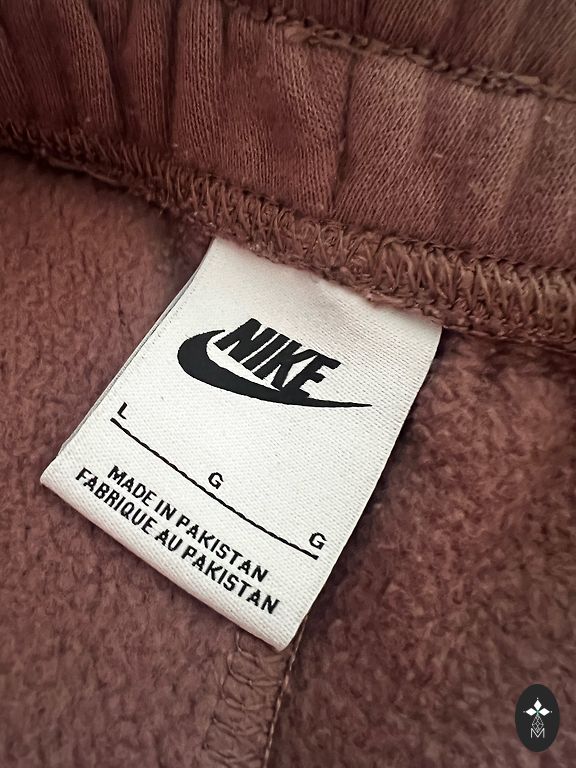 NIKE
L G G
MADE IN PAKISTAN
FABRIQUE AU PAKISTAN
M